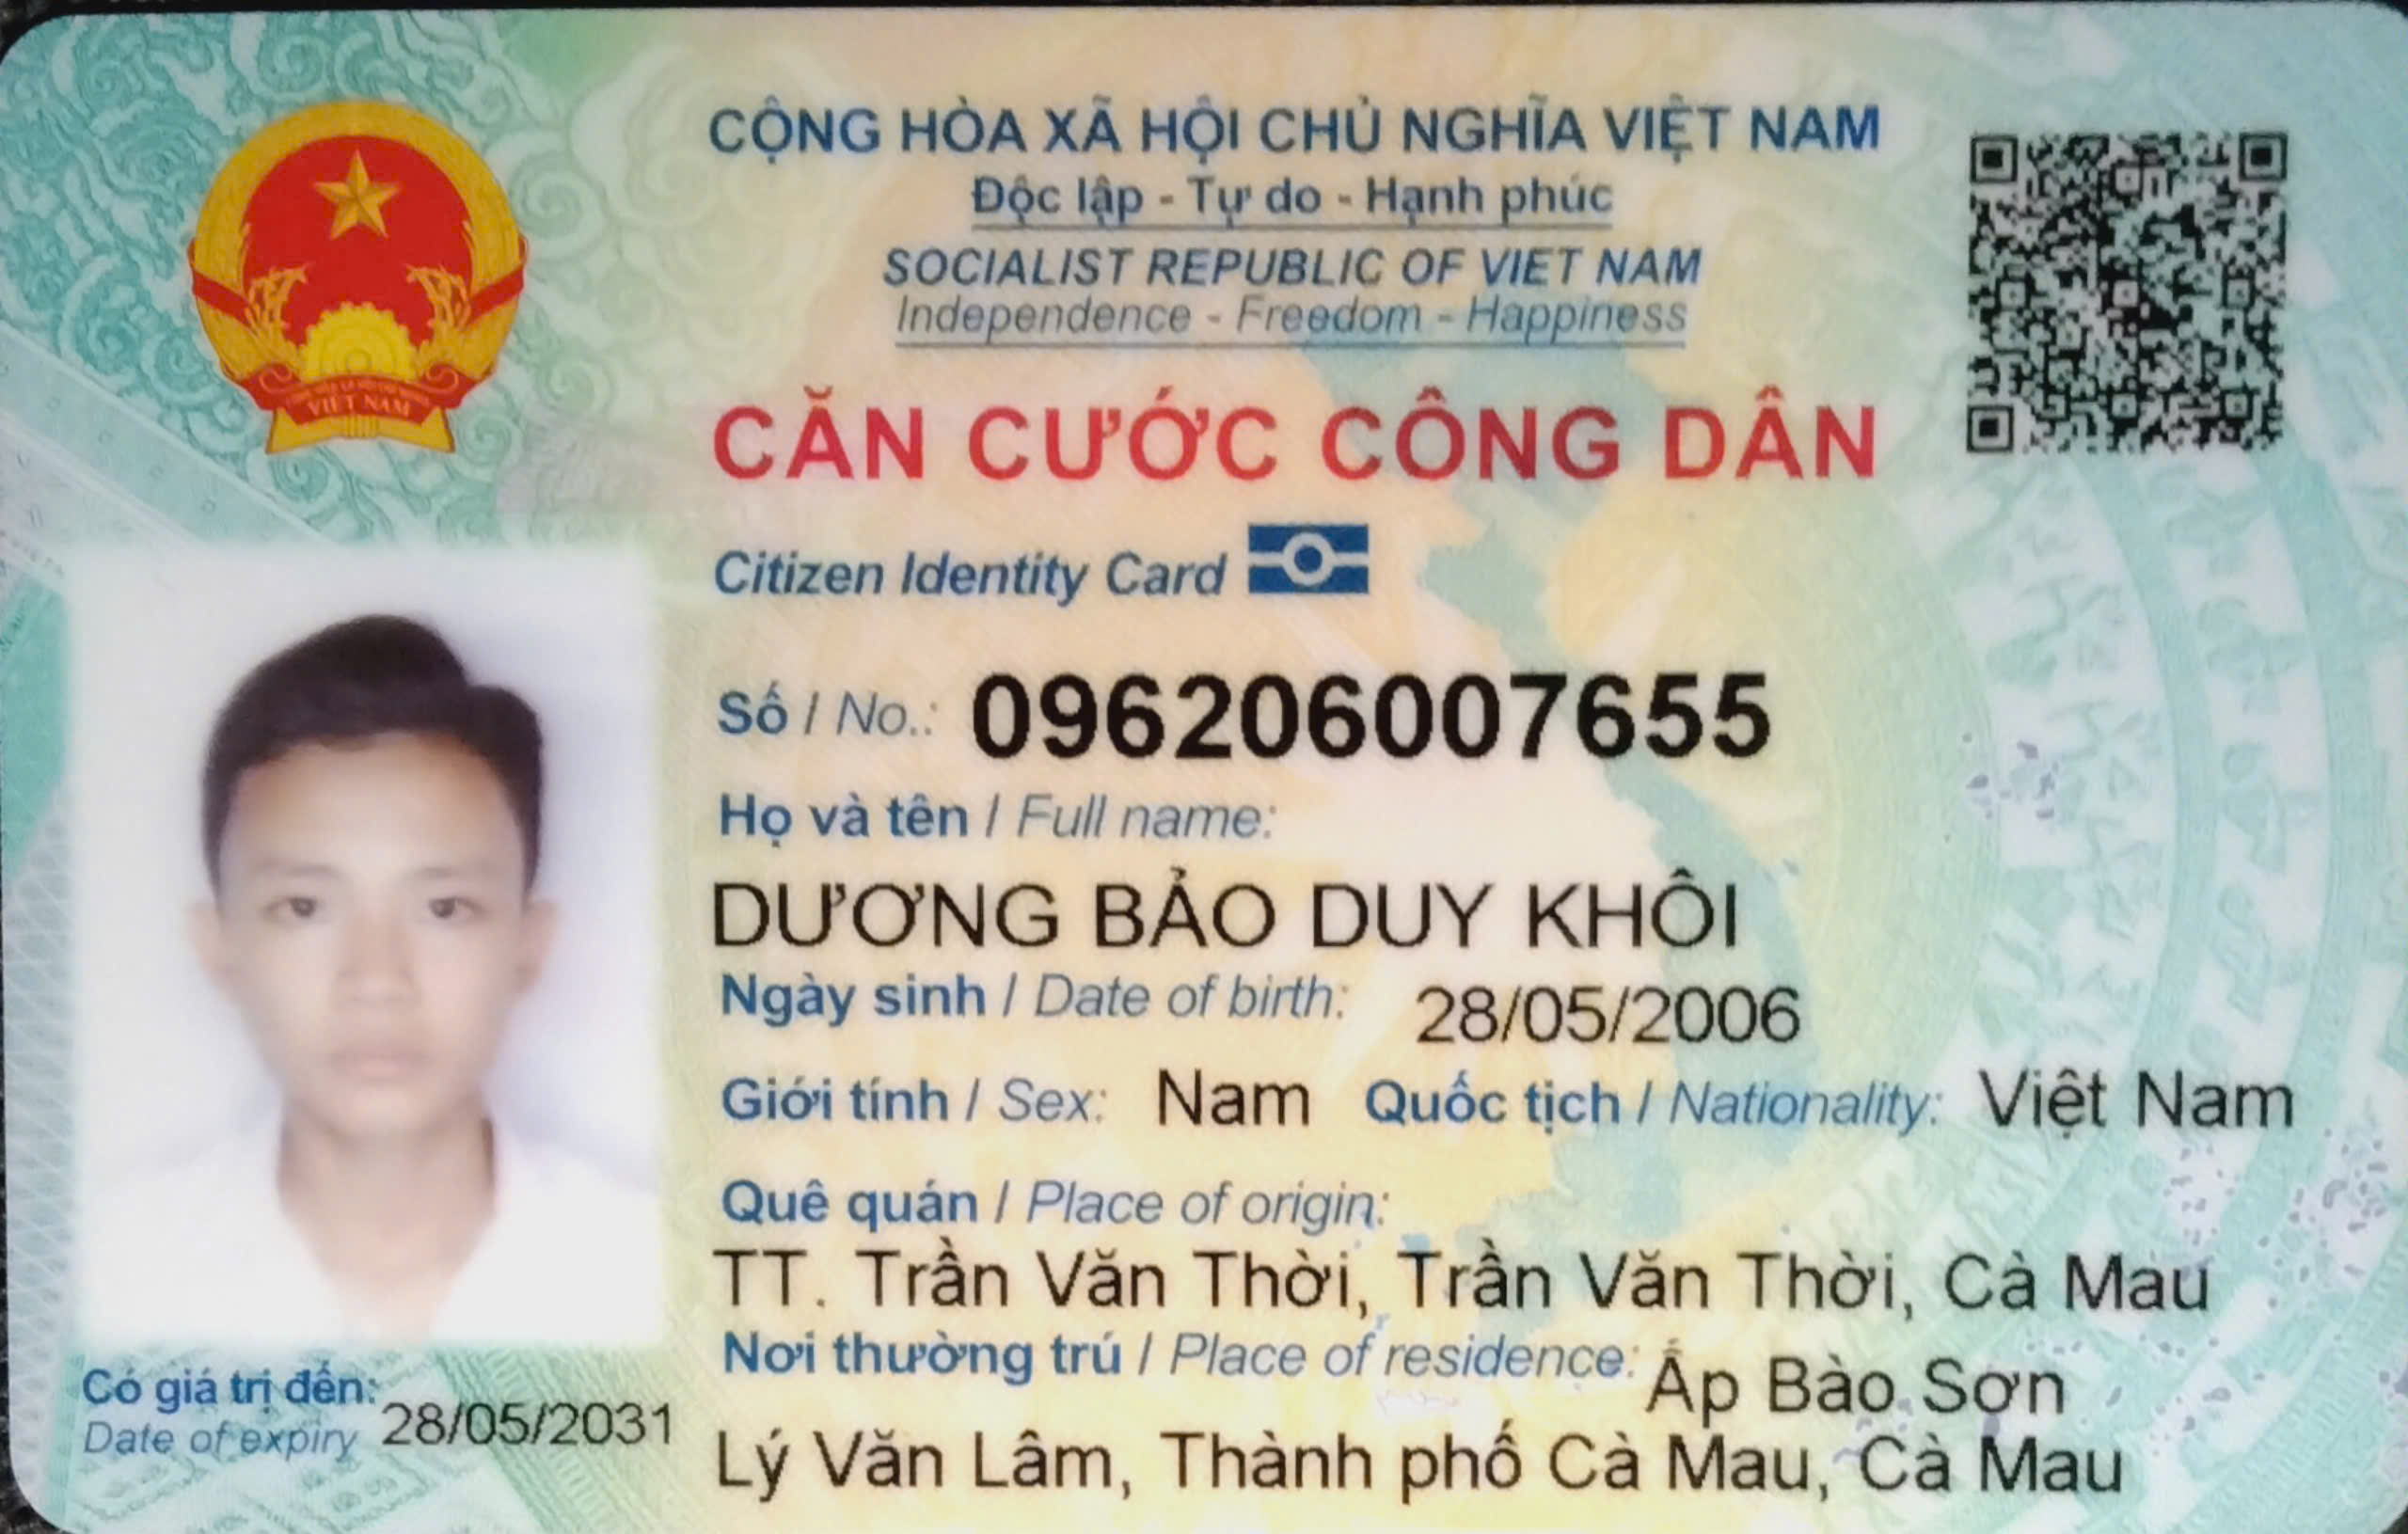 CỘNG HÒA XÃ HỘI CHỦ NGHĨA VIỆT NAM
Độc lập - Tự do - Hạnh phúc
SOCIALIST REPUBLIC OF VIET NAM
Independence - Freedom - Happiness
VIỆT NAM
CĂN CƯỚC CÔNG DÂN
Citizen Identity Card
Số / No.: 096206007655
Họ và tên / Full name:
DƯƠNG BẢO DUY KHÔI
Ngày sinh / Date of birth: 28/05/2006
Giới tính / Sex: Nam Quốc tịch / Nationality: Việt Nam
Quê quán / Place of origin:
TT. Trần Văn Thời, Trần Văn Thời, Cà Mau
Nơi thường trú / Place of residence: Ấp Bào Sơn
Lý Văn Lâm, Thành phố Cà Mau, Cà Mau
Có giá trị đến: 28/05/2031
Date of expiry